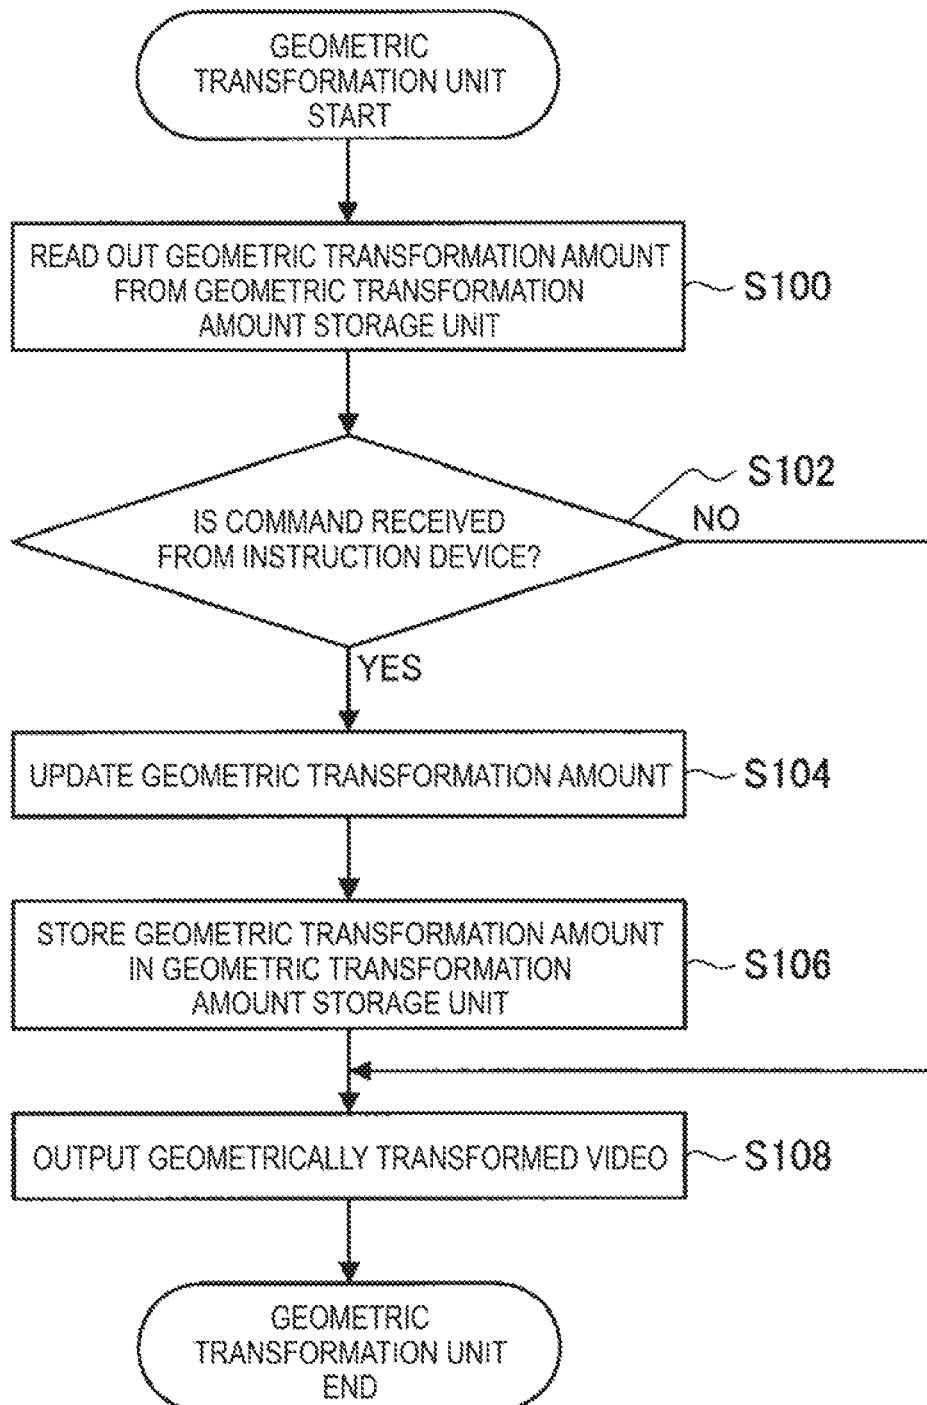 GEOMETRIC
TRANSFORMATION UNIT
START
READ OUT GEOMETRIC TRANSFORMATION AMOUNT
FROM GEOMETRIC TRANSFORMATION
AMOUNT STORAGE UNIT
S100
S102
IS COMMAND RECEIVED
FROM INSTRUCTION DEVICE?
NO
YES
UPDATE GEOMETRIC TRANSFORMATION AMOUNT
S104
STORE GEOMETRIC TRANSFORMATION AMOUNT
IN GEOMETRIC TRANSFORMATION
AMOUNT STORAGE UNIT
S106
OUTPUT GEOMETRICALLY TRANSFORMED VIDEO
S108
GEOMETRIC
TRANSFORMATION UNIT
END